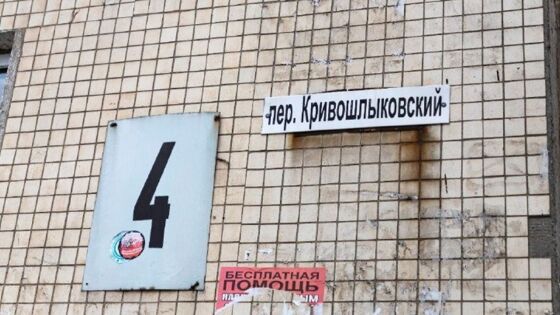 пер. Кривошлыковский
4
БЕСПЛАТНАЯ
ПОМОЩЬ